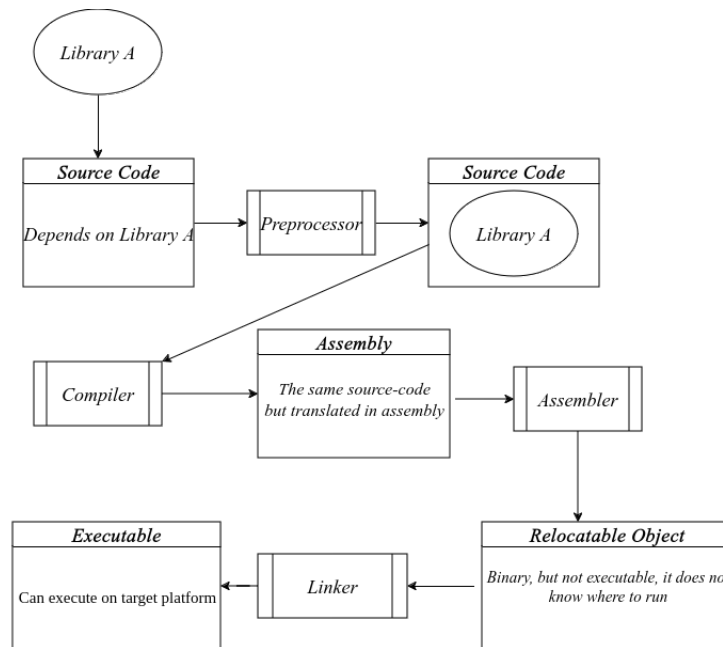 Library A
Source Code
Depends on Library A
Preprocessor
Source Code
Library A
Compiler
Assembly
The same source-code
but translated in assembly
Assembler
Relocatable Object
Binary, but not executable, it does no
know where to run
Linker
Executable
Can execute on target platform